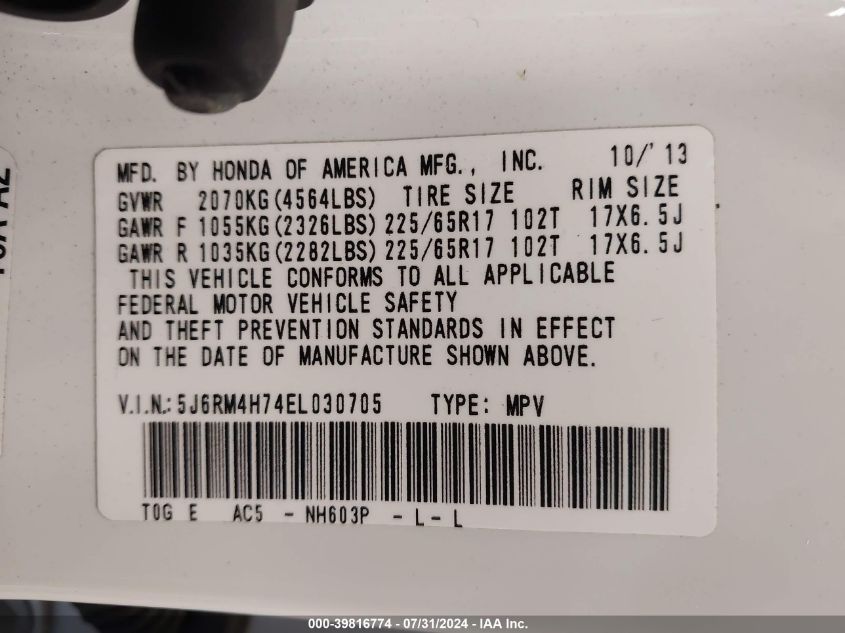 MFD. BY HONDA OF AMERICA MFG., INC. 10/'13
GVWR 2070KG(4564LBS) TIRE SIZE RIM SIZE
GAWR F 1055KG(2326LBS) 225/65R17 102T 17X6.5J
GAWR R 1035KG(2282LBS) 225/65R17 102T 17X6.5J
THIS VEHICLE CONFORMS TO ALL APPLICABLE
FEDERAL MOTOR VEHICLE SAFETY
AND THEFT PREVENTION STANDARDS IN EFFECT
ON THE DATE OF MANUFACTURE SHOWN ABOVE.
V.I.N.: 5J6RM4H74EL030705 TYPE: MPV
T0G E AC5 - NH603P - L - L
000-39816774 / 07/31/2024 - IAA Inc.